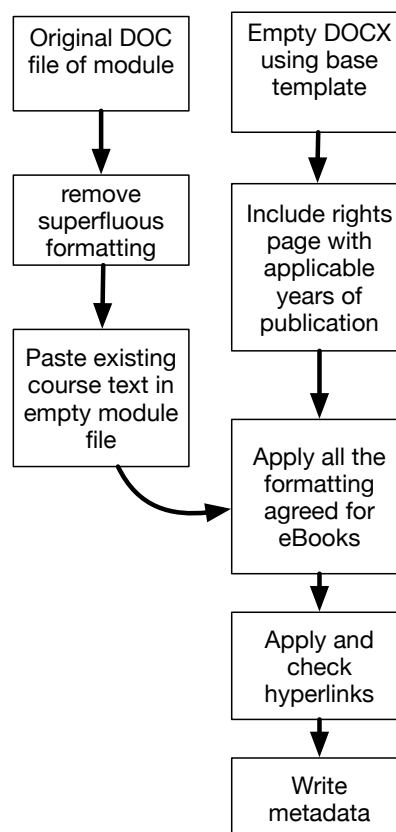 Original DOC
file of module
remove
superfluous
formatting
Paste existing
course text in
empty module
file
Empty DOCX
using base
template
Include rights
page with
applicable
years of
publication
Apply all the
formatting
agreed for
eBooks
Apply and
check
hyperlinks
Write
metadata